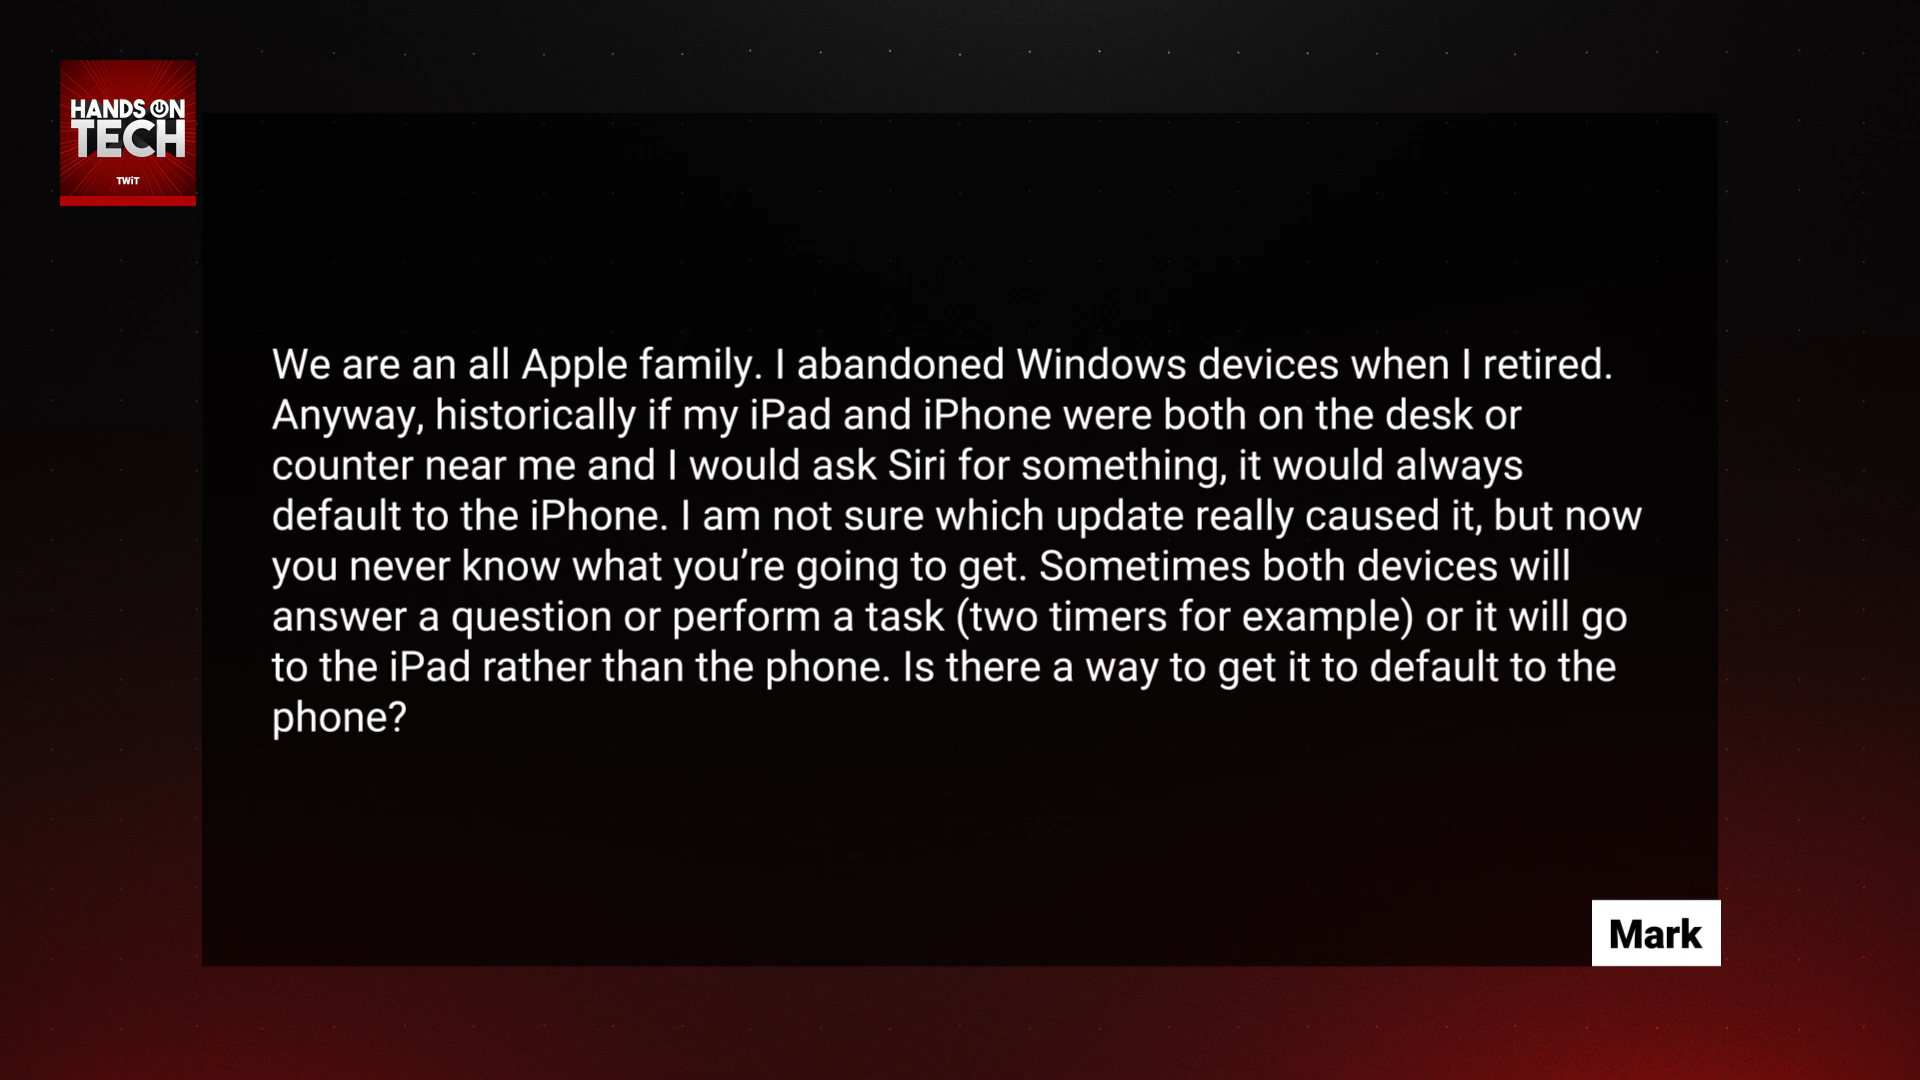 HANDS ON
TECH
TWiT
We are an all Apple family. I abandoned Windows devices when I retired.
Anyway, historically if my iPad and iPhone were both on the desk or
counter near me and I would ask Siri for something, it would always
default to the iPhone. I am not sure which update really caused it, but now
you never know what you’re going to get. Sometimes both devices will
answer a question or perform a task (two timers for example) or it will go
to the iPad rather than the phone. Is there a way to get it to default to the
phone?
Mark